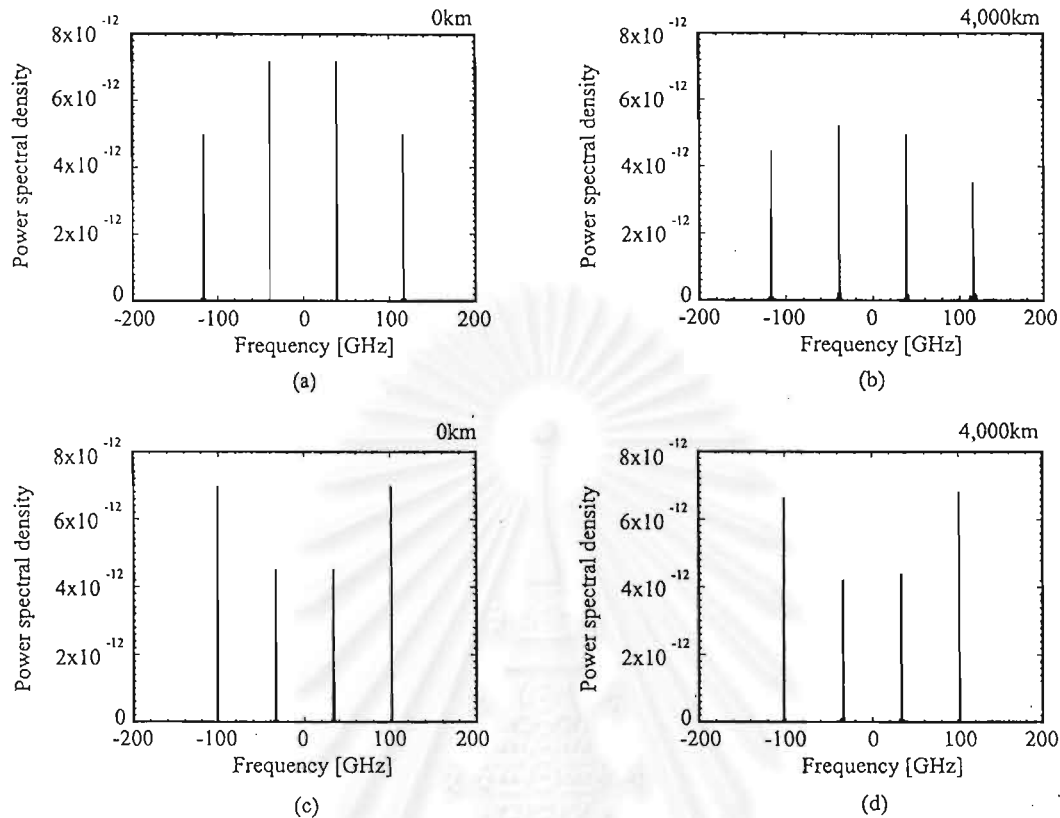 0km
8x10 -12
6x10 -12
4x10 -12
2x10 -12
0
Power spectral density
-200 -100 0 100 200
Frequency [GHz]
(a)
4,000km
8x10 -12
6x10 -12
4x10 -12
2x10 -12
0
Power spectral density
-200 -100 0 100 200
Frequency [GHz]
(b)
0km
8x10 -12
6x10 -12
4x10 -12
2x10 -12
0
Power spectral density
-200 -100 0 100 200
Frequency [GHz]
(c)
4,000km
8x10 -12
6x10 -12
4x10 -12
2x10 -12
0
Power spectral density
-200 -100 0 100 200
Frequency [GHz]
(d)